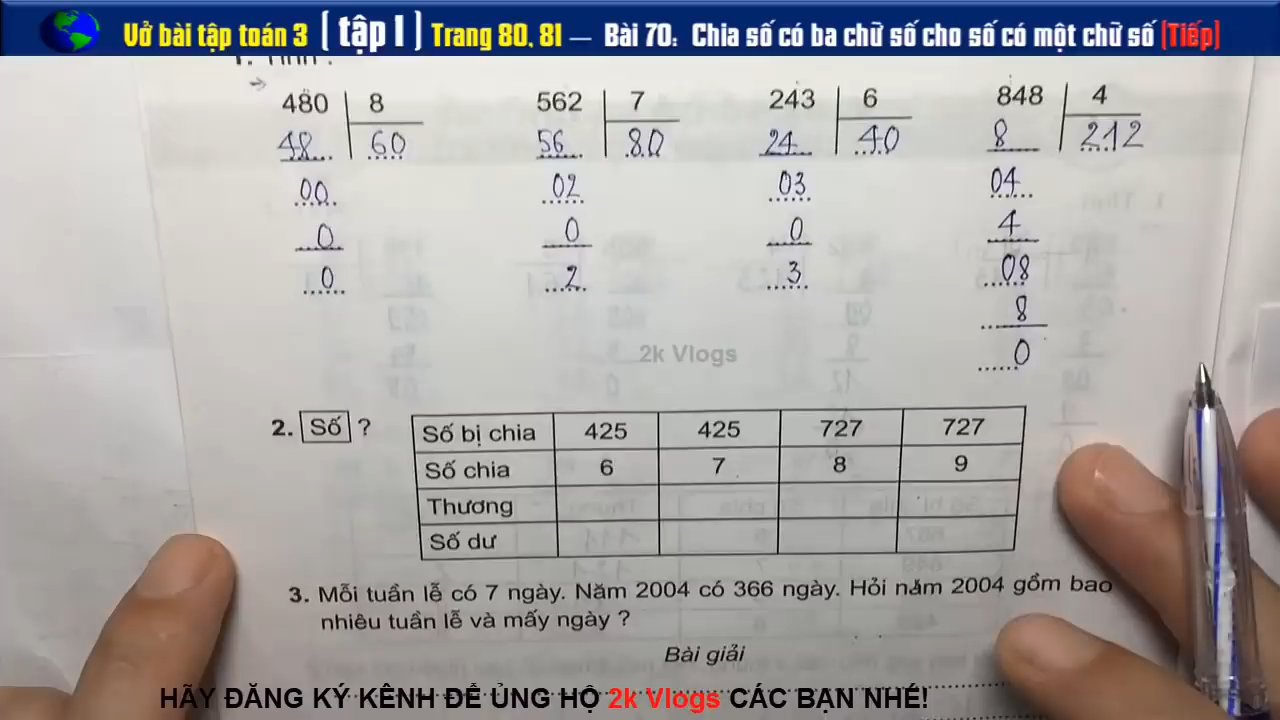 Vở bài tập toán 3 ( tập 1 ) Trang 80, 81 – Bài 70: Chia số có ba chữ số cho số có một chữ số (Tiếp)
480 8 562 7 243 6 848 4
48 60 56 80 24 40 8 212
00 02 03 04
0 0 0 4
0 2 3 08
8
0
2k Vlogs
2. Số ?
Số bị chia 425 425 727 727
Số chia 6 7 8 9
Thương
Số dư
3. Mỗi tuần lễ có 7 ngày. Năm 2004 có 366 ngày. Hỏi năm 2004 gồm bao
nhiêu tuần lễ và mấy ngày ?
Bài giải
HÃY ĐĂNG KÝ KÊNH ĐỂ ỦNG HỘ 2k Vlogs CÁC BẠN NHÉ!